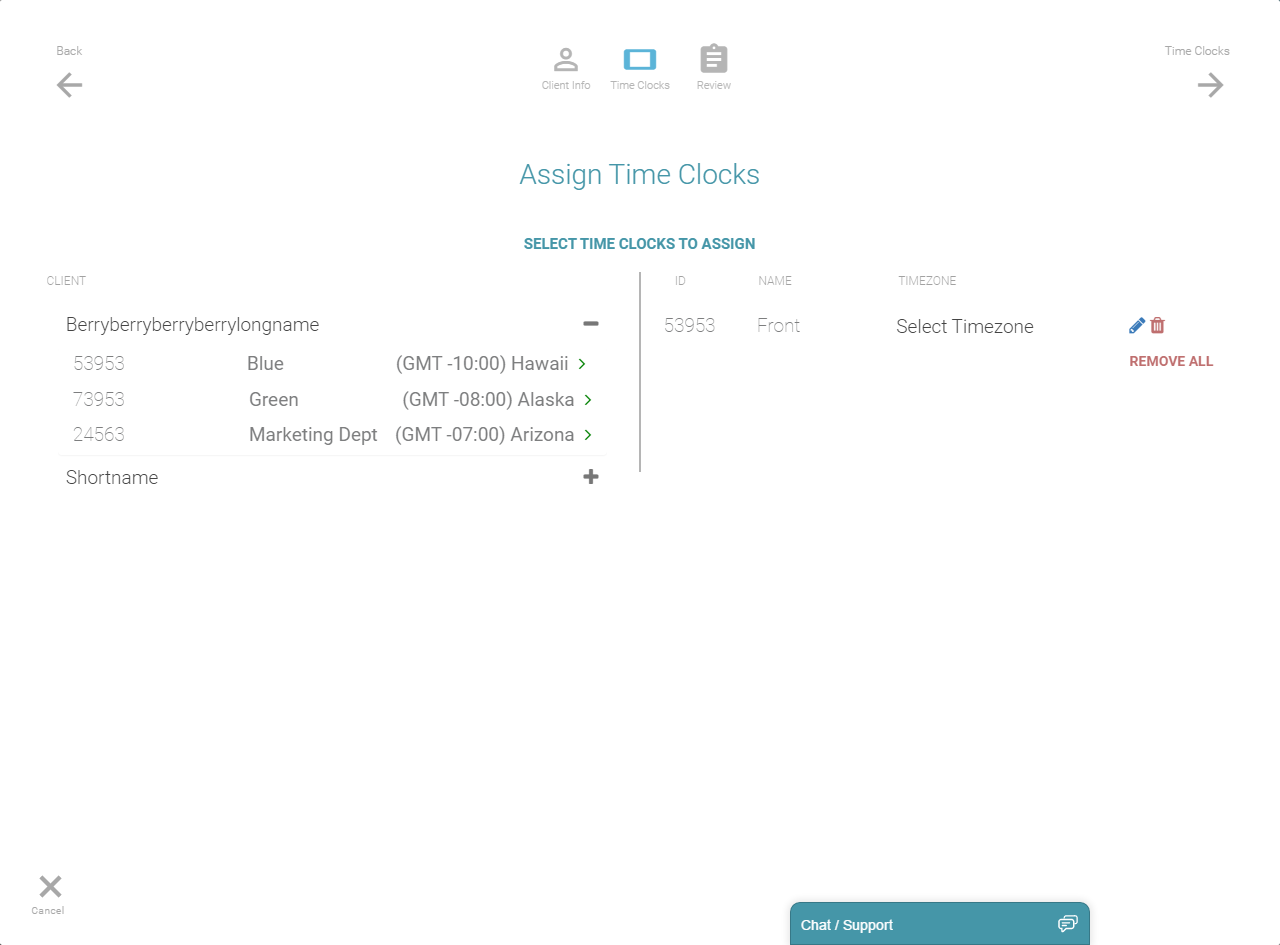 Back
Client Info
Time Clocks
Review
Time Clocks
Assign Time Clocks
SELECT TIME CLOCKS TO ASSIGN
CLIENT
Berryberryberryberrylongname
53953 Blue (GMT -10:00) Hawaii
73953 Green (GMT -08:00) Alaska
24563 Marketing Dept (GMT -07:00) Arizona
Shortname
ID NAME TIMEZONE
53953 Front Select Timezone
REMOVE ALL
Cancel
Chat / Support